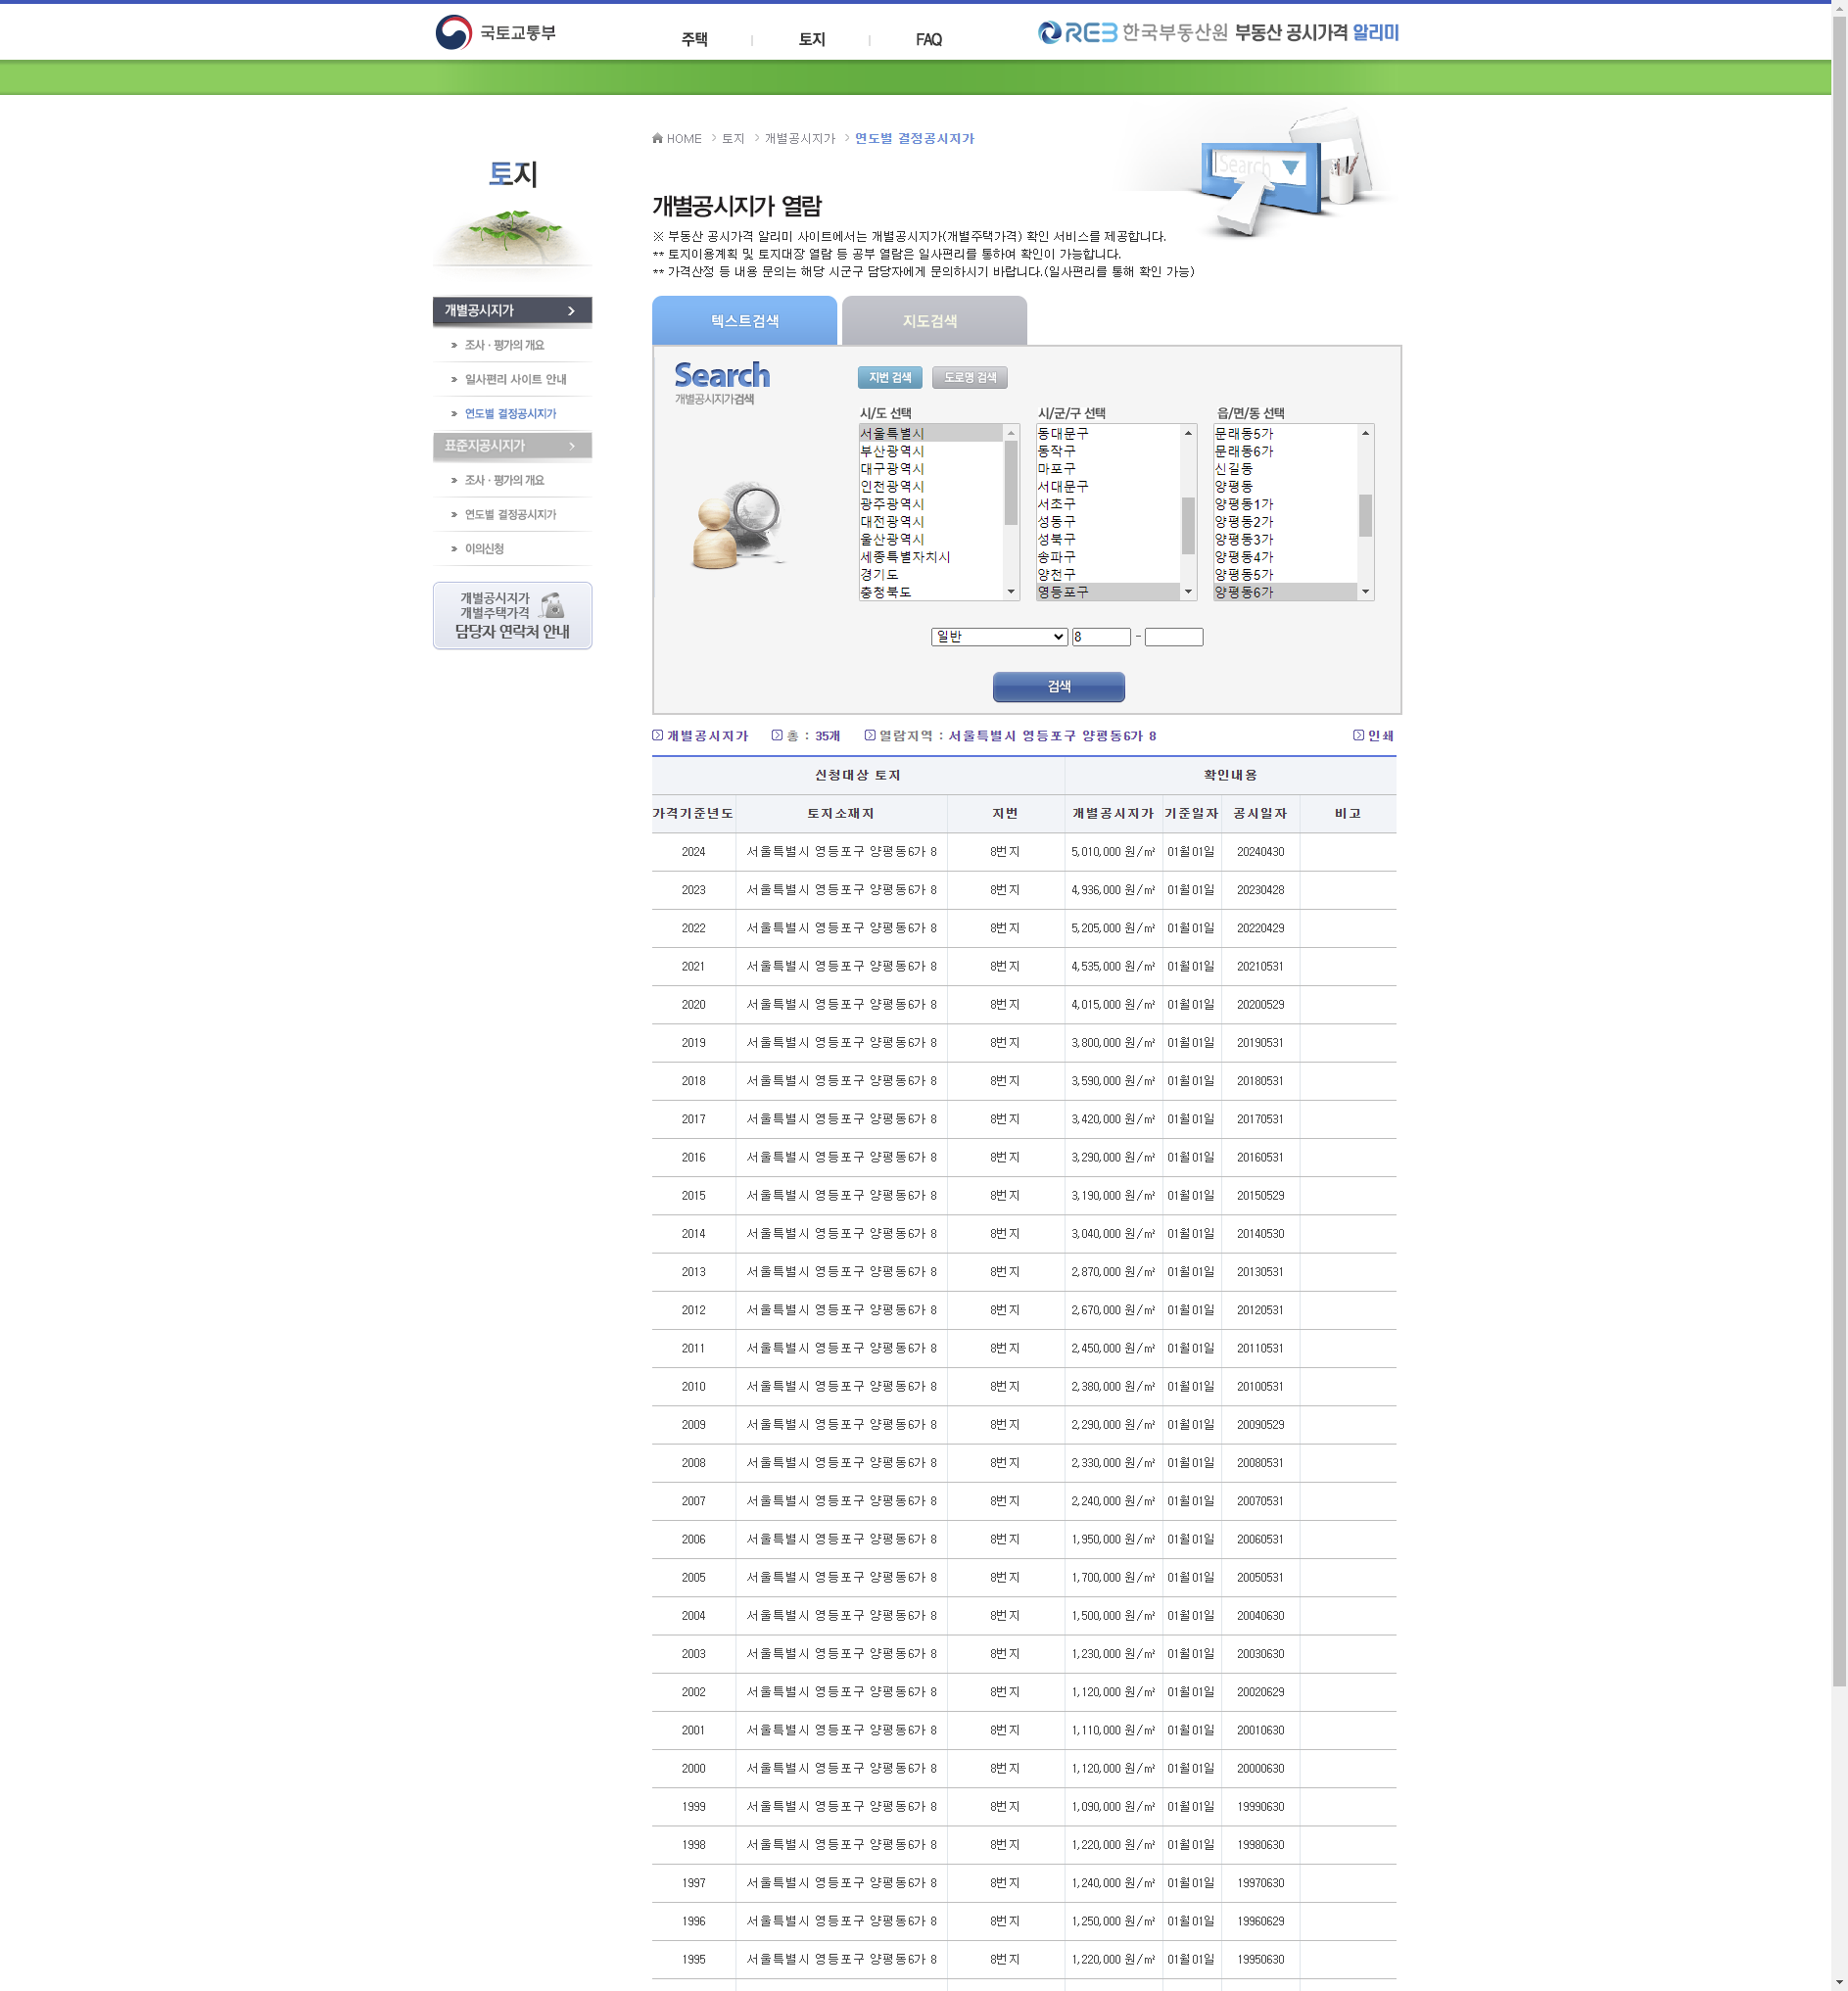 국토교통부
주택
토지
FAQ
REB 한국부동산원 부동산 공시가격 알리미
HOME 토지 개별공시지가 연도별 결정공시지가
Search
토지
개별공시지가 열람
※ 부동산 공시가격 알리미 사이트에서는 개별공시지가(개별주택가격) 확인 서비스를 제공합니다.
** 토지이용계획 및 토지대장 열람 등 공부 열람은 일사편리를 통하여 확인이 가능합니다.
** 가격산정 등 내용 문의는 해당 시군구 담당자에게 문의하시기 바랍니다.(일사편리를 통해 확인 가능)
개별공시지가
조사 · 평가의 개요
일사편리 사이트 안내
연도별 결정공시지가
표준지공시지가
조사 · 평가의 개요
연도별 결정공시지가
이의신청
개별공시지가
개별주택가격
담당자 연락처 안내
텍스트검색
지도검색
Search
개별공시지가검색
지번 검색
도로명 검색
시/도 선택
서울특별시
부산광역시
대구광역시
인천광역시
광주광역시
대전광역시
울산광역시
세종특별자치시
경기도
충청북도
시/군/구 선택
동대문구
동작구
마포구
서대문구
서초구
성동구
성북구
송파구
양천구
영등포구
읍/면/동 선택
문래동5가
문래동6가
신길동
양평동
양평동1가
양평동2가
양평동3가
양평동4가
양평동5가
양평동6가
일반 8 -
검색
개별공시지가 총 : 35개 열람지역 : 서울특별시 영등포구 양평동6가 8 인쇄
신청대상 토지 확인내용
가격기준년도 토지소재지 지번 개별공시지가 기준일자 공시일자 비고
2024 서울특별시 영등포구 양평동6가 8 8번지 5,010,000 원/㎡ 01월01일 20240430
2023 서울특별시 영등포구 양평동6가 8 8번지 4,936,000 원/㎡ 01월01일 20230428
2022 서울특별시 영등포구 양평동6가 8 8번지 5,205,000 원/㎡ 01월01일 20220429
2021 서울특별시 영등포구 양평동6가 8 8번지 4,535,000 원/㎡ 01월01일 20210531
2020 서울특별시 영등포구 양평동6가 8 8번지 4,015,000 원/㎡ 01월01일 20200529
2019 서울특별시 영등포구 양평동6가 8 8번지 3,800,000 원/㎡ 01월01일 20190531
2018 서울특별시 영등포구 양평동6가 8 8번지 3,590,000 원/㎡ 01월01일 20180531
2017 서울특별시 영등포구 양평동6가 8 8번지 3,420,000 원/㎡ 01월01일 20170531
2016 서울특별시 영등포구 양평동6가 8 8번지 3,290,000 원/㎡ 01월01일 20160531
2015 서울특별시 영등포구 양평동6가 8 8번지 3,190,000 원/㎡ 01월01일 20150529
2014 서울특별시 영등포구 양평동6가 8 8번지 3,040,000 원/㎡ 01월01일 20140530
2013 서울특별시 영등포구 양평동6가 8 8번지 2,870,000 원/㎡ 01월01일 20130531
2012 서울특별시 영등포구 양평동6가 8 8번지 2,670,000 원/㎡ 01월01일 20120531
2011 서울특별시 영등포구 양평동6가 8 8번지 2,450,000 원/㎡ 01월01일 20110531
2010 서울특별시 영등포구 양평동6가 8 8번지 2,380,000 원/㎡ 01월01일 20100531
2009 서울특별시 영등포구 양평동6가 8 8번지 2,290,000 원/㎡ 01월01일 20090529
2008 서울특별시 영등포구 양평동6가 8 8번지 2,330,000 원/㎡ 01월01일 20080531
2007 서울특별시 영등포구 양평동6가 8 8번지 2,240,000 원/㎡ 01월01일 20070531
2006 서울특별시 영등포구 양평동6가 8 8번지 1,950,000 원/㎡ 01월01일 20060531
2005 서울특별시 영등포구 양평동6가 8 8번지 1,700,000 원/㎡ 01월01일 20050531
2004 서울특별시 영등포구 양평동6가 8 8번지 1,500,000 원/㎡ 01월01일 20040630
2003 서울특별시 영등포구 양평동6가 8 8번지 1,230,000 원/㎡ 01월01일 20030630
2002 서울특별시 영등포구 양평동6가 8 8번지 1,120,000 원/㎡ 01월01일 20020629
2001 서울특별시 영등포구 양평동6가 8 8번지 1,110,000 원/㎡ 01월01일 20010630
2000 서울특별시 영등포구 양평동6가 8 8번지 1,120,000 원/㎡ 01월01일 20000630
1999 서울특별시 영등포구 양평동6가 8 8번지 1,090,000 원/㎡ 01월01일 19990630
1998 서울특별시 영등포구 양평동6가 8 8번지 1,220,000 원/㎡ 01월01일 19980630
1997 서울특별시 영등포구 양평동6가 8 8번지 1,240,000 원/㎡ 01월01일 19970630
1996 서울특별시 영등포구 양평동6가 8 8번지 1,250,000 원/㎡ 01월01일 19960629
1995 서울특별시 영등포구 양평동6가 8 8번지 1,220,000 원/㎡ 01월01일 19950630